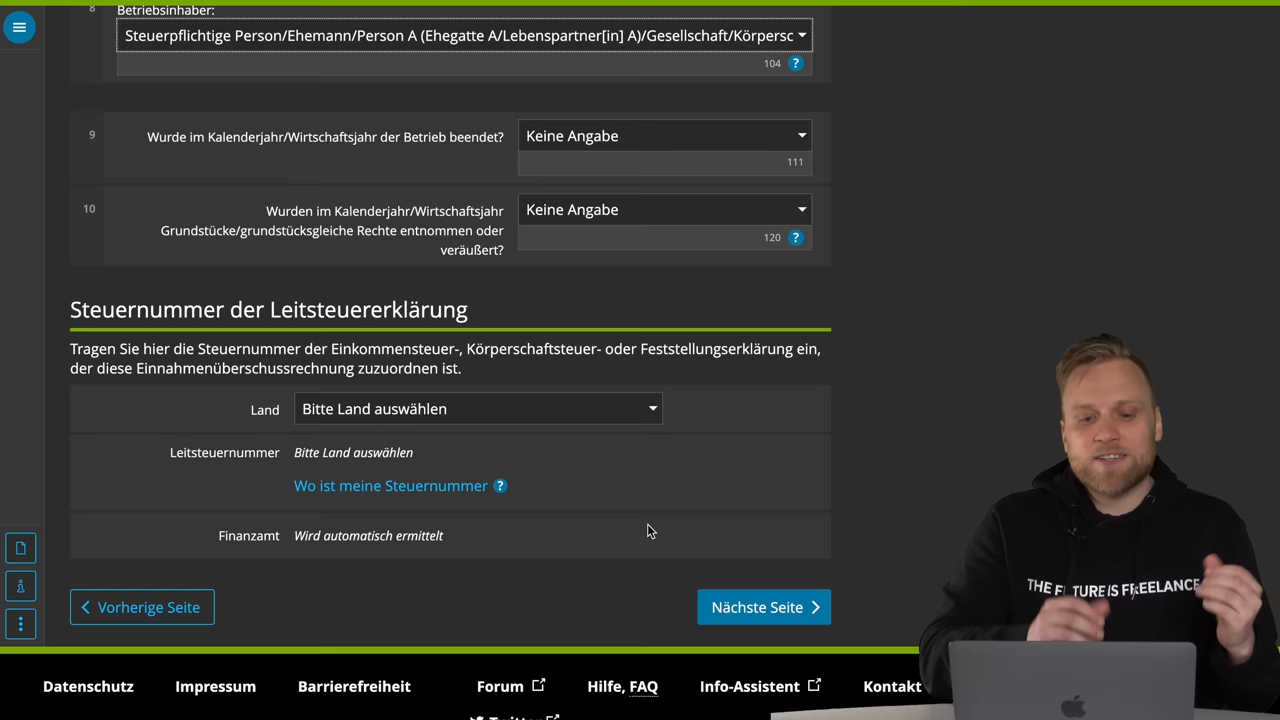 8
Betriebsinhaber:
Steuerpflichtige Person/Ehemann/Person A (Ehegatte A/Lebenspartner[in] A)/Gesellschaft/Körpersc
104 ?
9
Wurde im Kalenderjahr/Wirtschaftsjahr der Betrieb beendet?
Keine Angabe
111
10
Wurden im Kalenderjahr/Wirtschaftsjahr
Grundstücke/grundstücksgleiche Rechte entnommen oder
veräußert?
Keine Angabe
120 ?
Steuernummer der Leitsteuererklärung
Tragen Sie hier die Steuernummer der Einkommensteuer-, Körperschaftsteuer- oder Feststellungserklärung ein,
der diese Einnahmenüberschussrechnung zuzuordnen ist.
Land Bitte Land auswählen
Leitsteuernummer Bitte Land auswählen
Wo ist meine Steuernummer ?
Finanzamt Wird automatisch ermittelt
Vorherige Seite
Nächste Seite
THE FUTURE IS FREELANCE
Datenschutz Impressum Barrierefreiheit Forum Hilfe, FAQ Info-Assistent Kontakt
Twitter